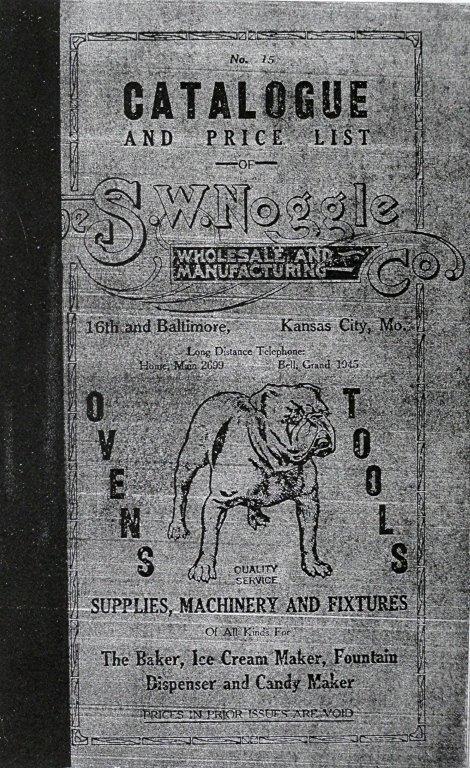 No. 15
CATALOGUE
AND PRICE LIST
OF
The S.W. Noggle
WHOLESALE AND
MANUFACTURING
Co.
16th and Baltimore, Kansas City, Mo.
Long Distance Telephone:
Home, Main 2699 Bell, Grand 1945
OVENS
TOOLS
QUALITY
SERVICE
SUPPLIES, MACHINERY AND FIXTURES
Of All Kinds For
The Baker, Ice Cream Maker, Fountain
Dispenser and Candy Maker
PRICES IN PRIOR ISSUES ARE VOID